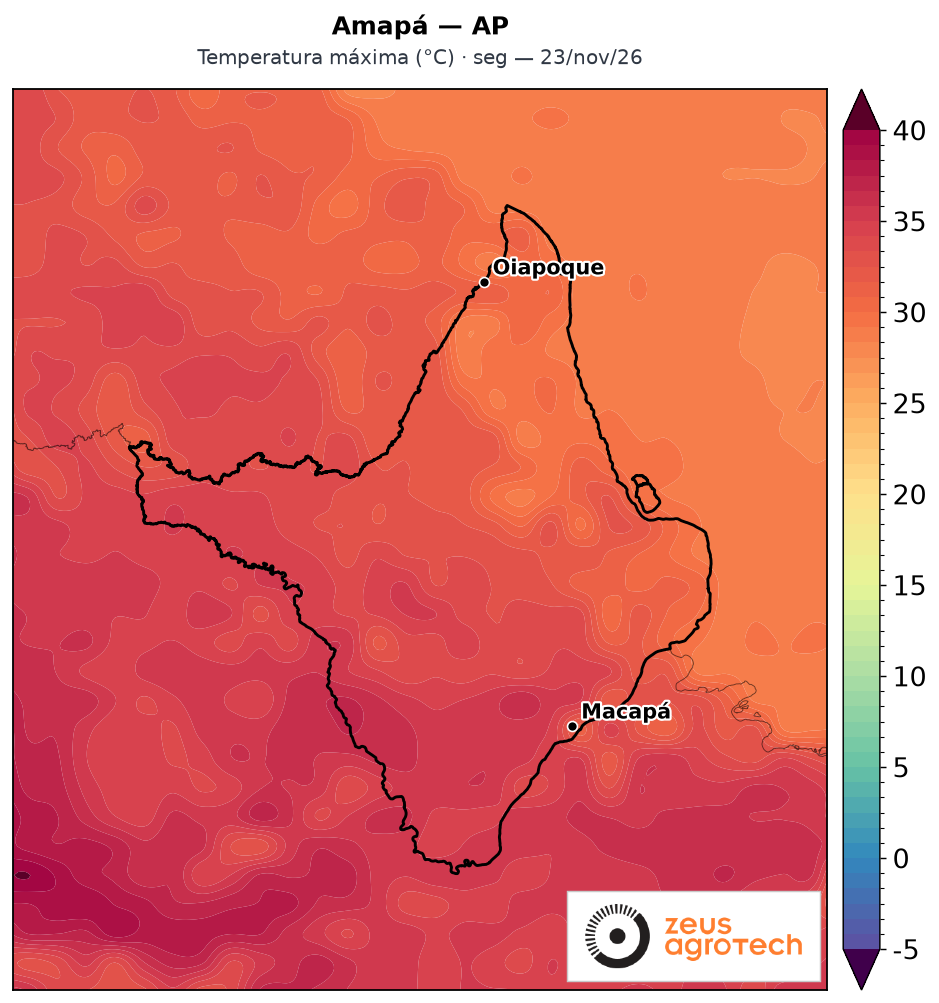 Amapá — AP
Temperatura máxima (°C) · seg — 23/nov/26
40
35
30
25
20
15
10
5
0
-5
Oiapoque
Macapá
zeus
agrotech